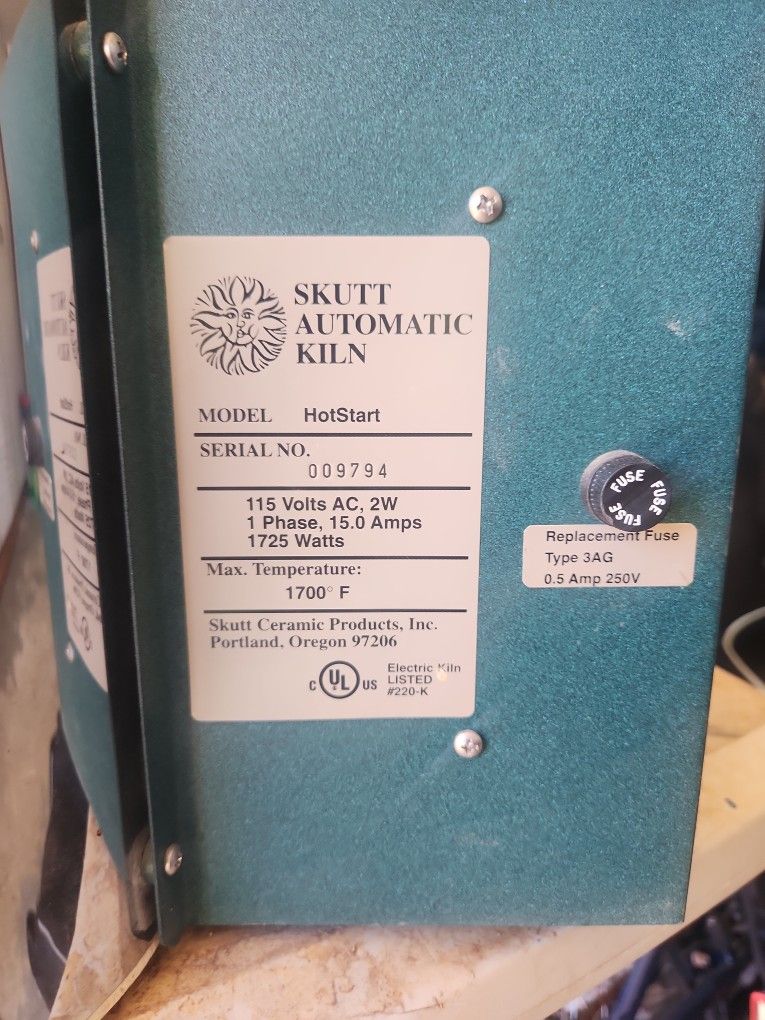 SKUTT
AUTOMATIC
KILN
MODEL HotStart
SERIAL NO.
009794
115 Volts AC, 2W
1 Phase, 15.0 Amps
1725 Watts
Max. Temperature:
1700° F
Skutt Ceramic Products, Inc.
Portland, Oregon 97206
C UL US
Electric Kiln
LISTED
#220-K
FUSE FUSE FUSE
Replacement Fuse
Type 3AG
0.5 Amp 250V